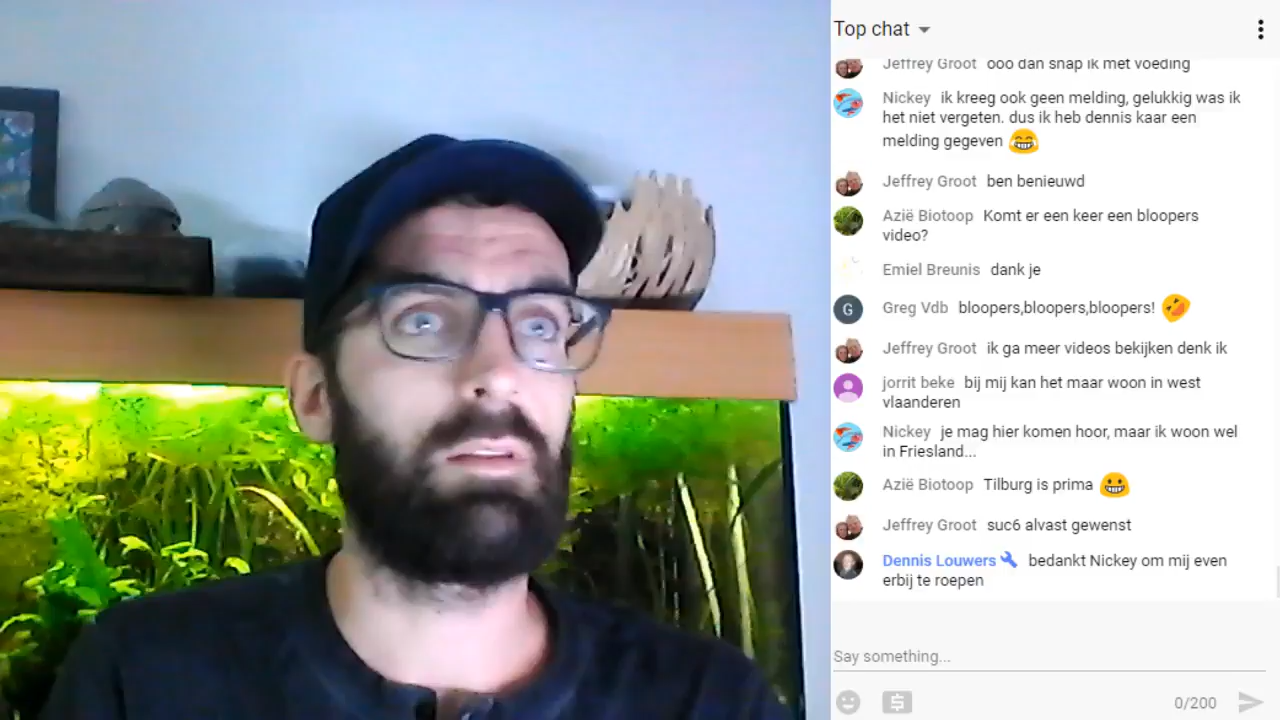 Top chat
Jeffrey Groot ooo dan snap ik met voeding
Nickey ik kreeg ook geen melding, gelukkig was ik
het niet vergeten. dus ik heb dennis kaar een
melding gegeven 😂
Jeffrey Groot ben benieuwd
Azië Biotoop Komt er een keer een bloopers
video?
Emiel Breunis dank je
G Greg Vdb bloopers,bloopers,bloopers! 🤣
Jeffrey Groot ik ga meer videos bekijken denk ik
jorrit beke bij mij kan het maar woon in west
vlaanderen
Nickey je mag hier komen hoor, maar ik woon wel
in Friesland...
Azië Biotoop Tilburg is prima 😀
Jeffrey Groot suc6 alvast gewenst
Dennis Louwers bedankt Nickey om mij even
erbij te roepen
Say something...
0/200